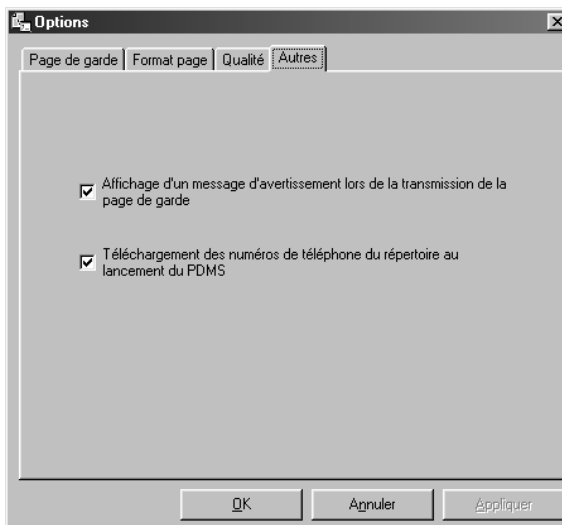 Options
Page de garde Format page Qualité Autres
Affichage d'un message d'avertissement lors de la transmission de la
page de garde
Téléchargement des numéros de téléphone du répertoire au
lancement du PDMS
OK Annuler Appliquer